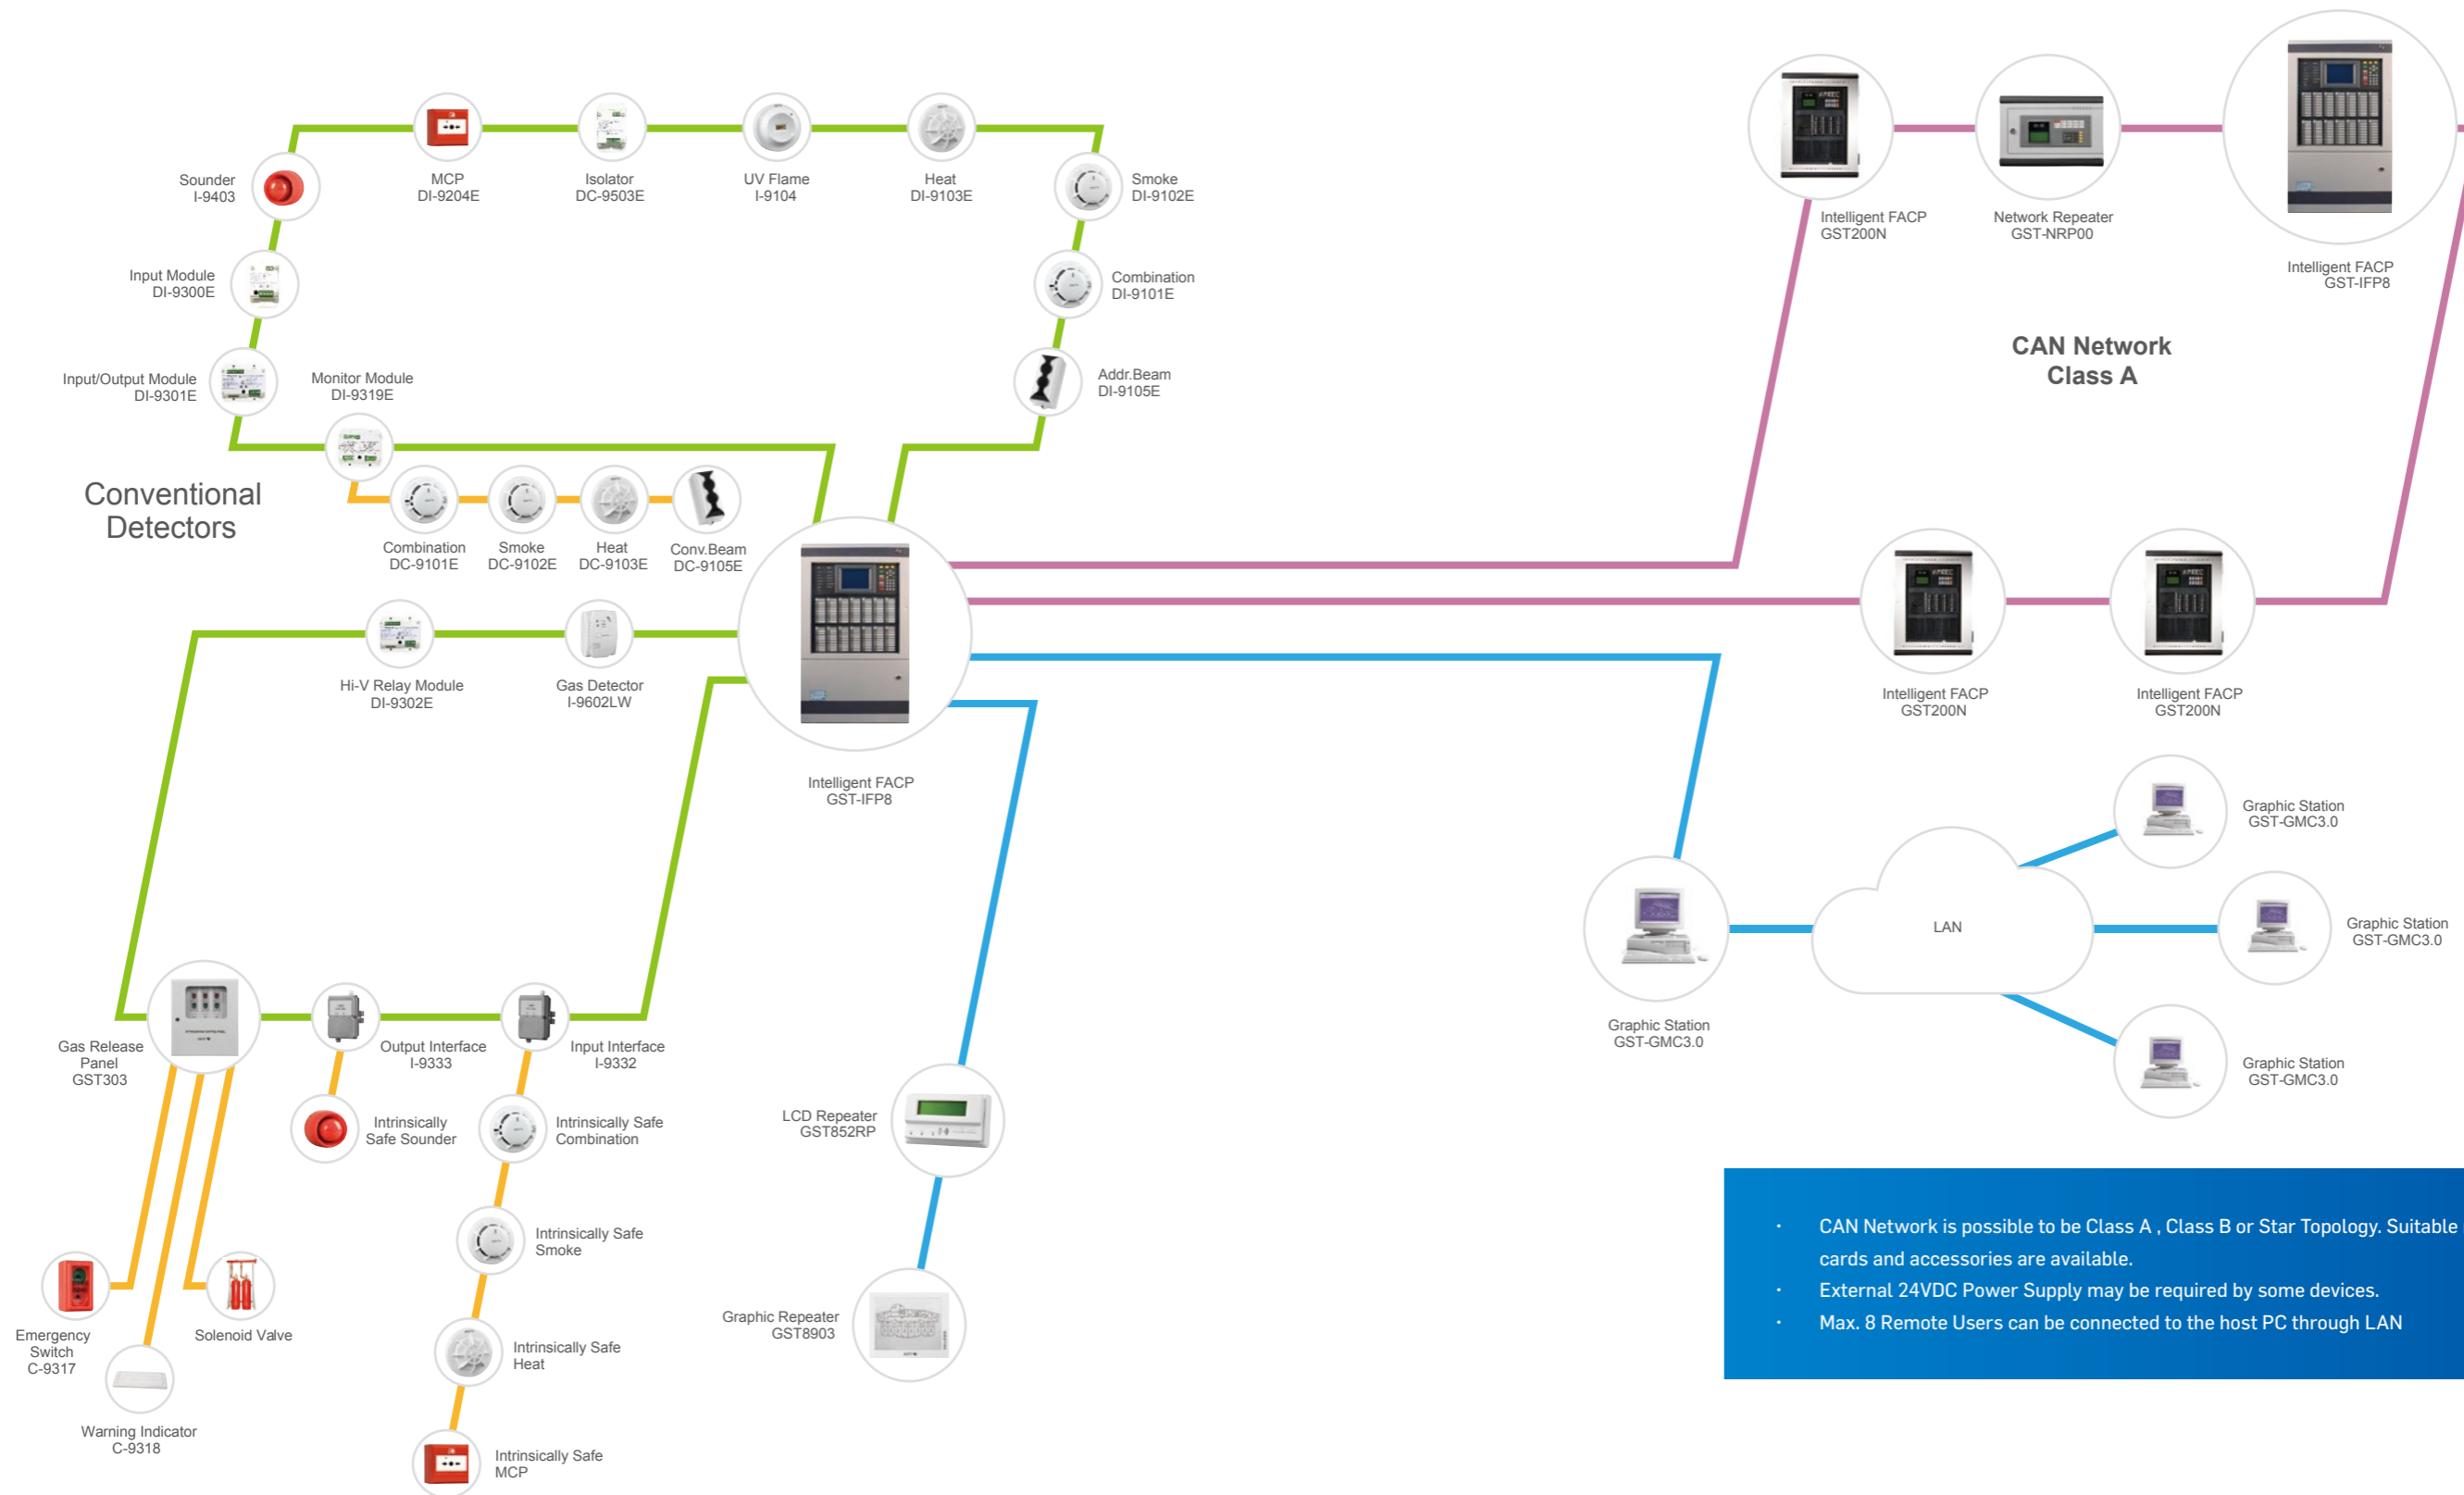 MCP
DI-9204E
Isolator
DC-9503E
UV Flame
I-9104
Heat
DI-9103E
Sounder
I-9403
Smoke
DI-9102E
Input Module
DI-9300E
Combination
DI-9101E
Input/Output Module
DI-9301E
Monitor Module
DI-9319E
Addr.Beam
DI-9105E
Conventional
Detectors
Combination
DC-9101E
Smoke
DC-9102E
Heat
DC-9103E
Conv.Beam
DC-9105E
Hi-V Relay Module
DI-9302E
Gas Detector
I-9602LW
Intelligent FACP
GST-IFP8
Intelligent FACP
GST200N
Network Repeater
GST-NRP00
Intelligent FACP
GST-IFP8
CAN Network
Class A
Intelligent FACP
GST200N
Intelligent FACP
GST200N
Graphic Station
GST-GMC3.0
LAN
Graphic Station
GST-GMC3.0
Graphic Station
GST-GMC3.0
Graphic Station
GST-GMC3.0
Gas Release
Panel
GST303
Output Interface
I-9333
Input Interface
I-9332
Intrinsically
Safe Sounder
Intrinsically Safe
Combination
LCD Repeater
GST852RP
Intrinsically Safe
Smoke
Emergency
Switch
C-9317
Solenoid Valve
Graphic Repeater
GST8903
Intrinsically Safe
Heat
Warning Indicator
C-9318
Intrinsically Safe
MCP
· CAN Network is possible to be Class A , Class B or Star Topology. Suitable
cards and accessories are available.
· External 24VDC Power Supply may be required by some devices.
· Max. 8 Remote Users can be connected to the host PC through LAN